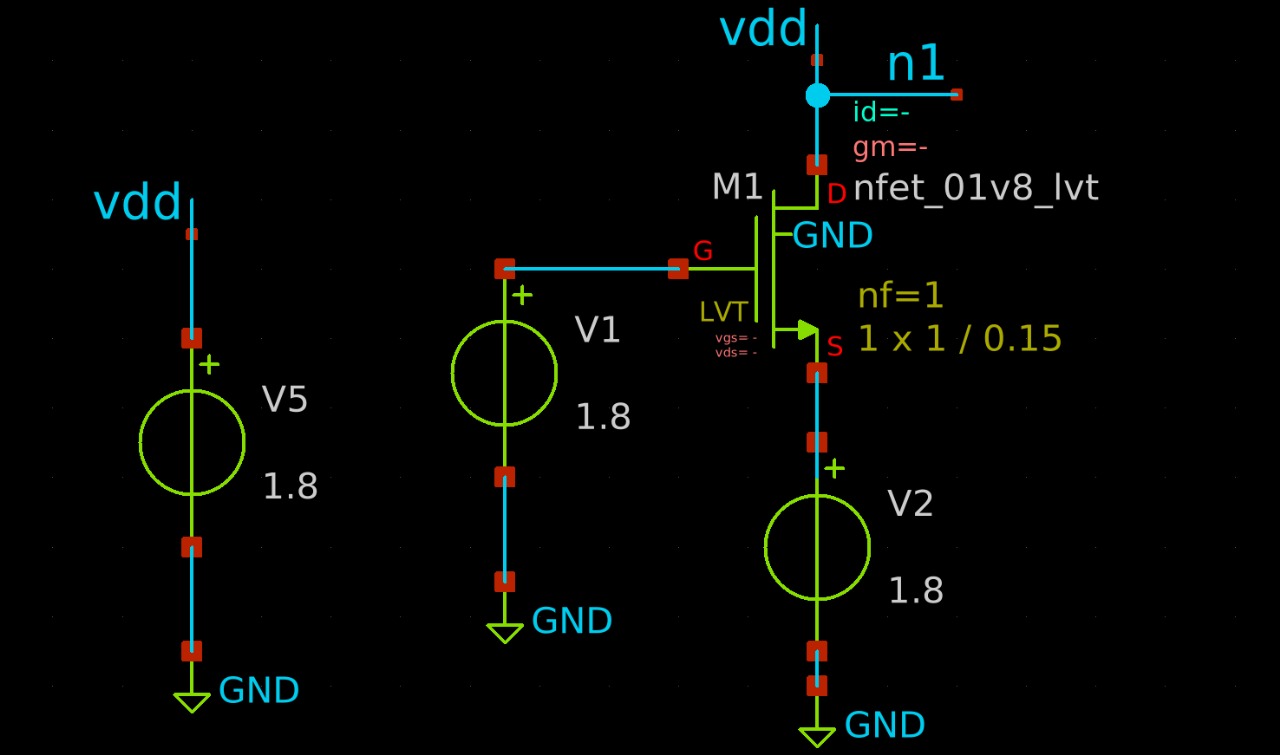 vdd
n1
id=-
gm=-
M1
D
nfet_01v8_lvt
vdd
GND
G
LVT
nf=1
vgs= -
vds= -
S
1 x 1 / 0.15
+
V1
1.8
+
V5
1.8
+
V2
1.8
GND
GND
GND